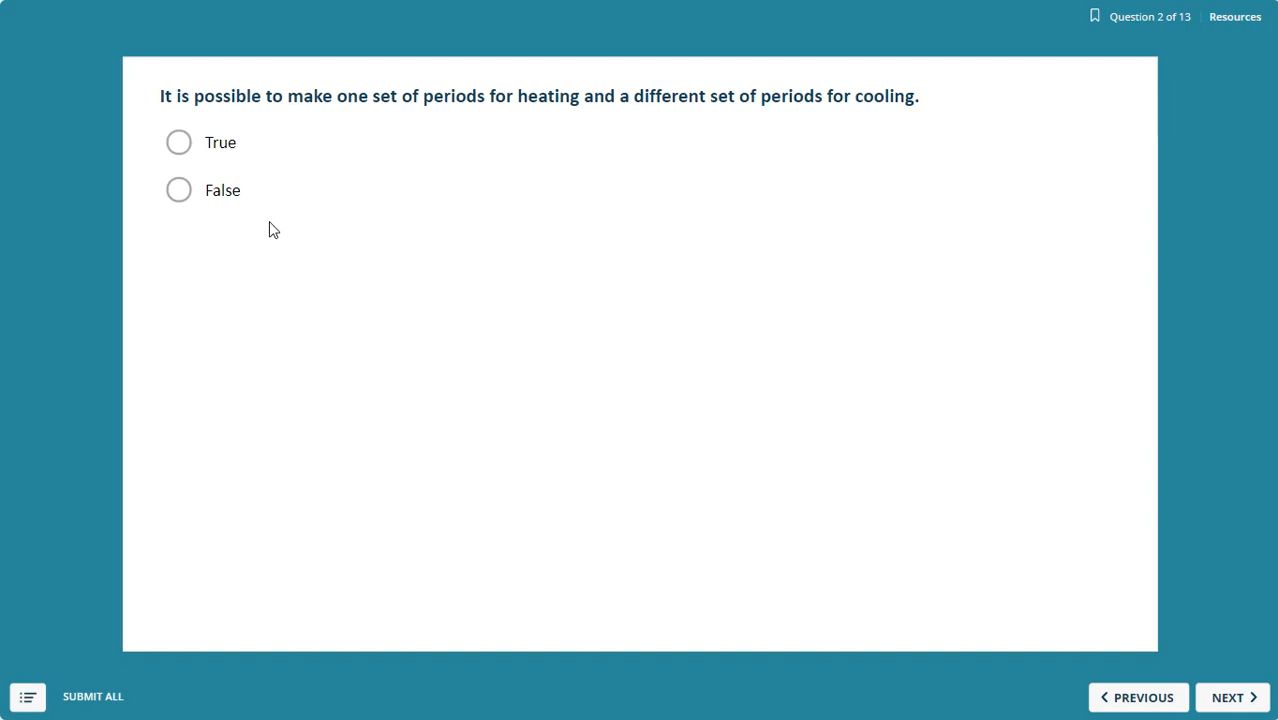 Question 2 of 13
Resources
It is possible to make one set of periods for heating and a different set of periods for cooling.
True
False
SUBMIT ALL
PREVIOUS
NEXT